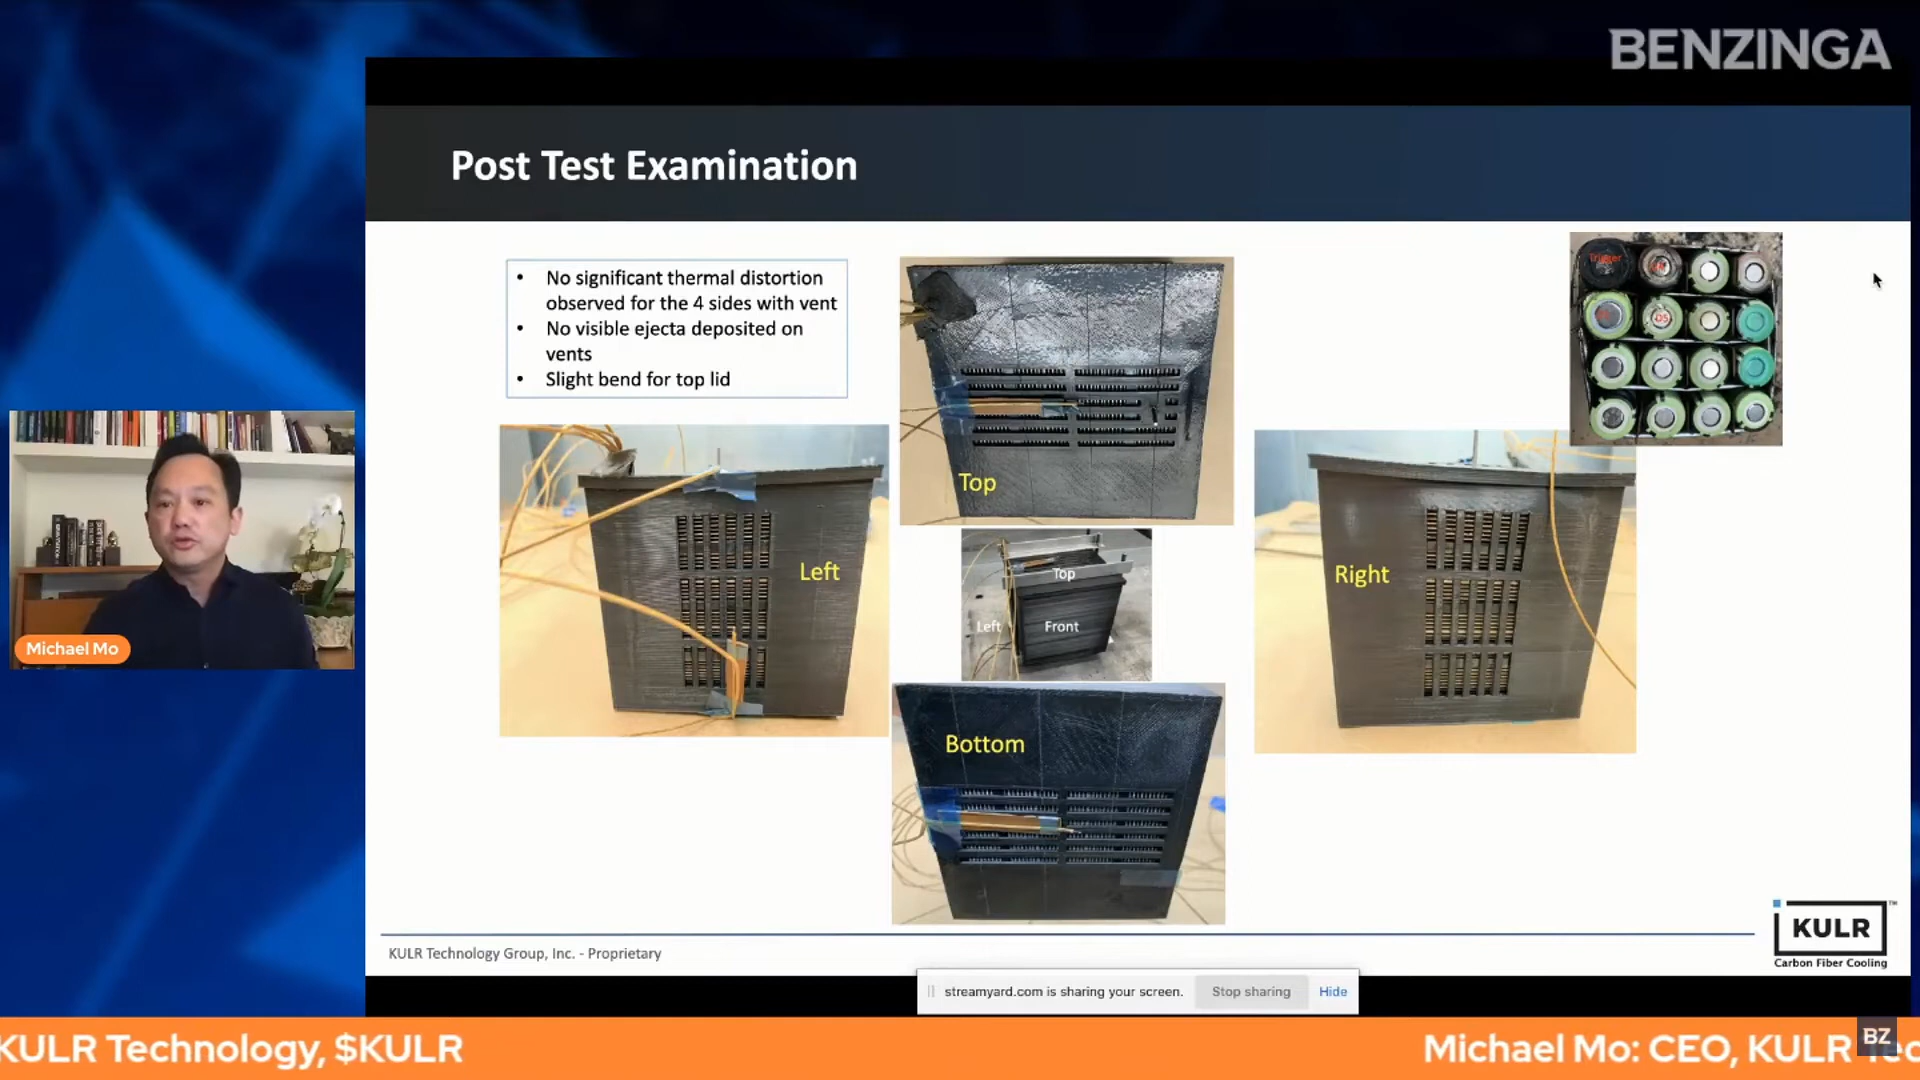 BENZINGA
Post Test Examination
• No significant thermal distortion
observed for the 4 sides with vent
• No visible ejecta deposited on
vents
• Slight bend for top lid
Trigger
Top
Left
Right
Top
Left
Front
Bottom
Michael Mo
KULR Technology Group, Inc. - Proprietary
KULR
TM
Carbon Fiber Cooling
streamyard.com is sharing your screen.
Stop sharing
Hide
KULR Technology, $KULR
Michael Mo: CEO, KULR
BZ